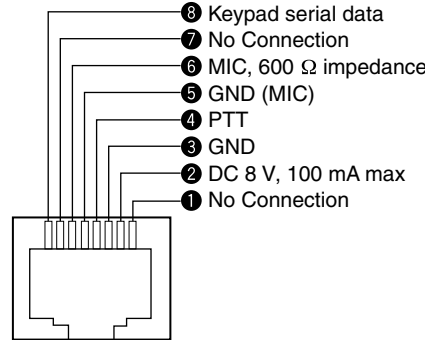 ❽ Keypad serial data
❼ No Connection
❻ MIC, 600 Ω impedance
❺ GND (MIC)
❹ PTT
❸ GND
❷ DC 8 V, 100 mA max
❶ No Connection